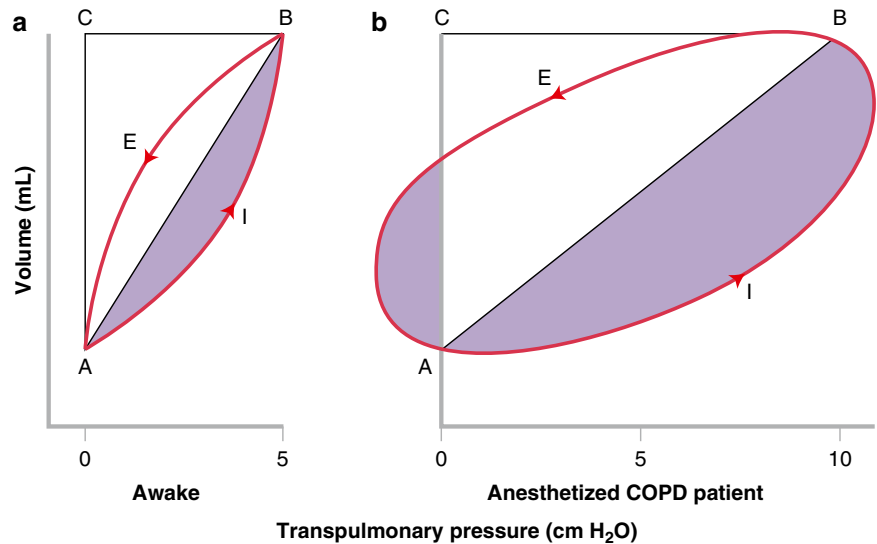 a
C
B
E
I
A
0
5
Awake
b
C
B
E
I
A
0
5
10
Anesthetized COPD patient
Volume (mL)
Transpulmonary pressure (cm H₂O)